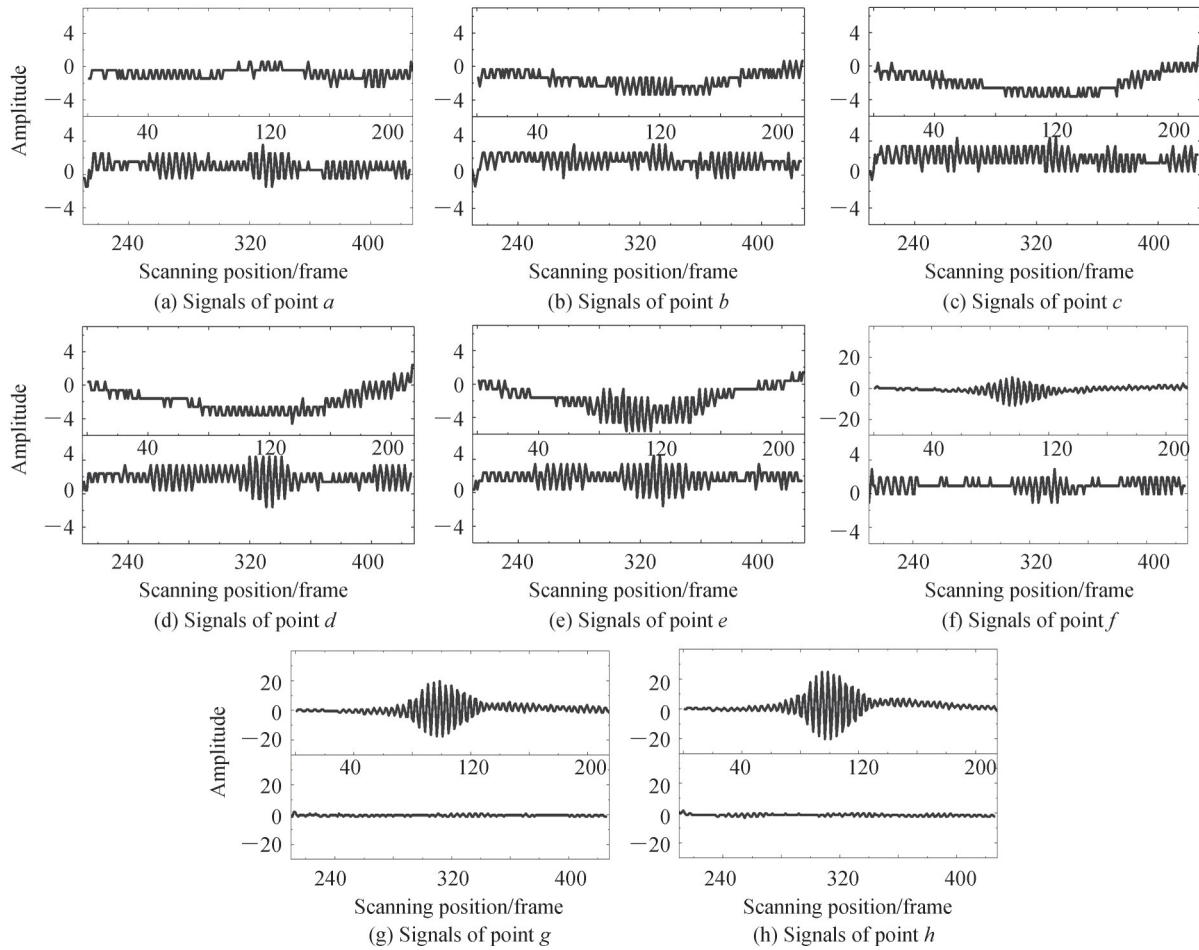 4
0
−4
40 120 200
4
0
−4
240 320 400
Scanning position/frame
(a) Signals of point a
4
0
−4
40 120 200
4
0
−4
240 320 400
Scanning position/frame
(b) Signals of point b
4
0
−4
40 120 200
4
0
−4
240 320 400
Scanning position/frame
(c) Signals of point c
Amplitude
4
0
−4
40 120 200
4
0
−4
240 320 400
Scanning position/frame
(d) Signals of point d
4
0
−4
40 120 200
4
0
−4
240 320 400
Scanning position/frame
(e) Signals of point e
20
0
−20
40 120 200
4
0
−4
240 320 400
Scanning position/frame
(f) Signals of point f
Amplitude
20
0
−20
40 120 200
20
0
−20
240 320 400
Scanning position/frame
(g) Signals of point g
20
0
−20
40 120 200
20
0
−20
240 320 400
Scanning position/frame
(h) Signals of point h
Amplitude